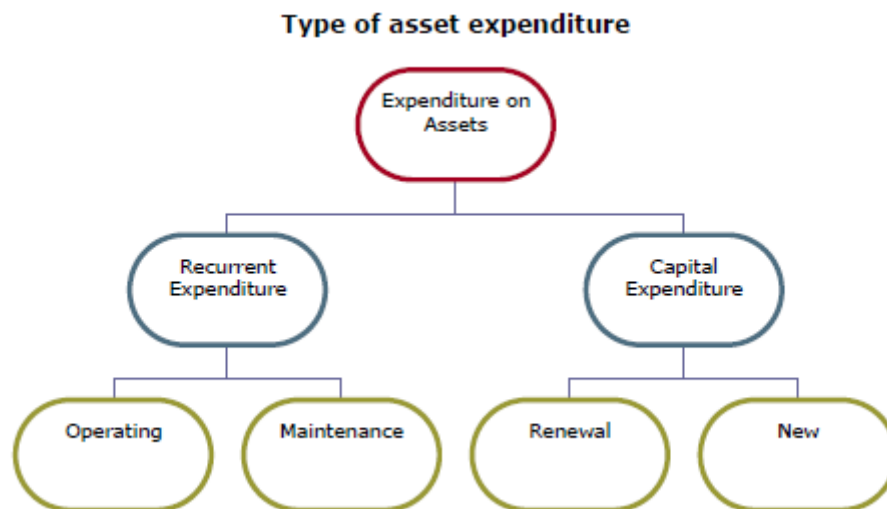 Type of asset expenditure
Expenditure on
Assets
Recurrent
Expenditure
Capital
Expenditure
Operating
Maintenance
Renewal
New